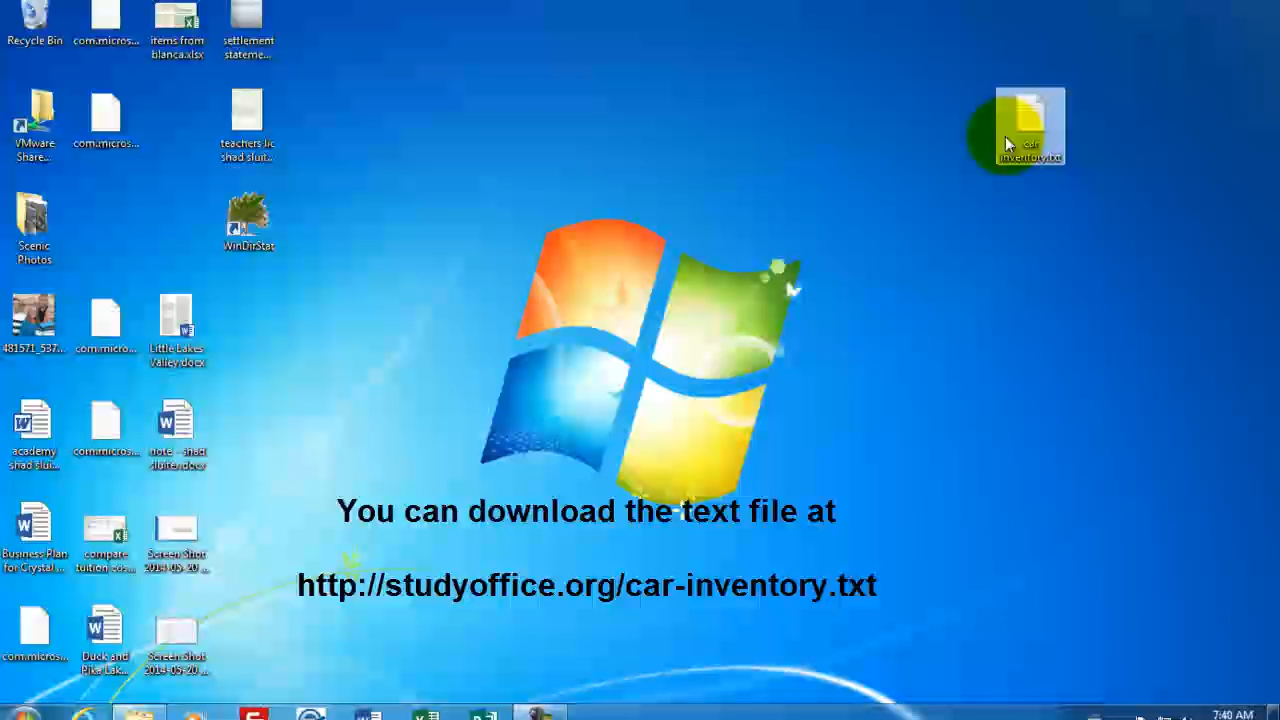 Recycle Bin
com.micros...
items from
blanca.xlsx
settlement
stateme...
VMware
Share...
com.micros...
teachers lic
shad sluit...
car
inventory.txt
Scenic
Photos
WinDirStat
481571_537...
com.micro...
Little Lakes
Valley.docx
academy
shad slui...
com.micros...
note - shad
sluiter.docx
You can download the text file at
Business Plan
for Crystal ...
compare
tuition cos...
Screen Shot
2014-05-20 ...
http://studyoffice.org/car-inventory.txt
com.micros...
Duck and
Pika Lak...
Screen Shot
2014-05-20 ...
7:40 AM